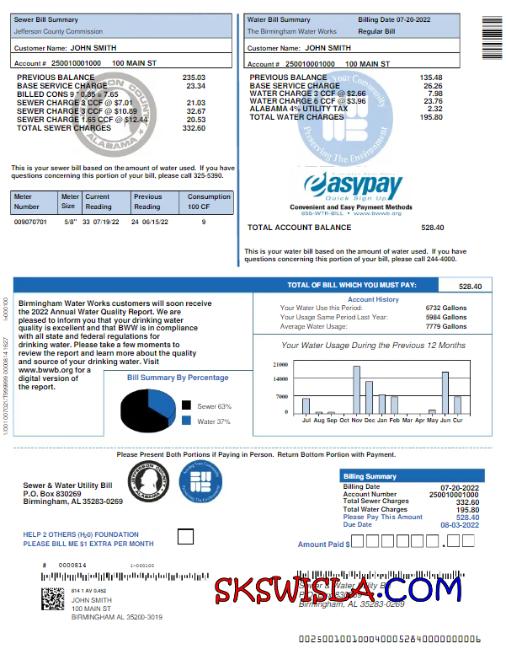 Sewer Bill Summary
Jefferson County Commission
Customer Name: JOHN SMITH
Account # 250010001000 100 MAIN ST
PREVIOUS BALANCE 235.03
BASE SERVICE CHARGE 23.34
BILLED CONS 9 * 0.85 = 7.65
SEWER CHARGE 3 CCF @ $7.01 21.03
SEWER CHARGE 3 CCF @ $10.89 32.67
SEWER CHARGE 1.65 CCF @ $12.44 20.53
TOTAL SEWER CHARGES 332.60
ALABAMA
This is your sewer bill based on the amount of water used. If you have
questions concerning this portion of your bill, please call 325-5390.
Meter Number Meter Size Current Reading Previous Reading Consumption 100 CF
009070701 5/8" 33 07/19/22 24 06/15/22 9
Water Bill Summary Billing Date 07-20-2022
The Birmingham Water Works Regular Bill
Customer Name: JOHN SMITH
Account # 250010001000 100 MAIN ST
PREVIOUS BALANCE 135.48
BASE SERVICE CHARGE 26.26
WATER CHARGE 3 CCF @ $2.66 7.98
WATER CHARGE 6 CCF @ $3.96 23.76
ALABAMA 4% UTILITY TAX 2.32
TOTAL WATER CHARGES 195.80
Your Community
Protecting The Environment
easypay
Quick Sign Up
Convenient and Easy Payment Methods
855-WTR-BILL • www.bwwb.org
TOTAL ACCOUNT BALANCE 528.40
This is your water bill based on the amount of water used. If you have
questions concerning this portion of your bill, please call 244-4000.
TOTAL OF BILL WHICH YOU MUST PAY: 528.40
Birmingham Water Works customers will soon receive
the 2022 Annual Water Quality Report. We are
pleased to inform you that your drinking water
quality is excellent and that BWW is in compliance
with all state and federal regulations for
drinking water. Please take a few moments to
review the report and learn more about the quality
and source of your drinking water. Visit
www.bwwb.org for a
digital version of
the report.
Bill Summary By Percentage
Sewer 63%
Water 37%
Account History
Your Water Use this Period: 6732 Gallons
Your Usage Same Period Last Year: 5984 Gallons
Average Water Usage: 7779 Gallons
Your Water Usage During the Previous 12 Months
21000
14000
7000
0
Jul Aug Sep Oct Nov Dec Jan Feb Mar Apr May Jun Cur
Please Present Both Portions if Paying in Person. Return Bottom Portion with Payment.
Sewer & Water Utility Bill
P.O. Box 830269
Birmingham, AL 35283-0269
HELP 2 OTHERS (H₂0) FOUNDATION
PLEASE BILL ME $1 EXTRA PER MONTH
Billing Summary
Billing Date 07-20-2022
Account Number 250010001000
Total Sewer Charges 332.60
Total Water Charges 195.80
Please Pay This Amount 528.40
Due Date 08-03-2022
Amount Paid $
# 0000814 I=000100
814 1 AV 0.452
JOHN SMITH
100 MAIN ST
BIRMINGHAM AL 35200-3019
SKSWISLA.COM
Sewer & Water Utility Bill
Birmingham, AL 35283-0269